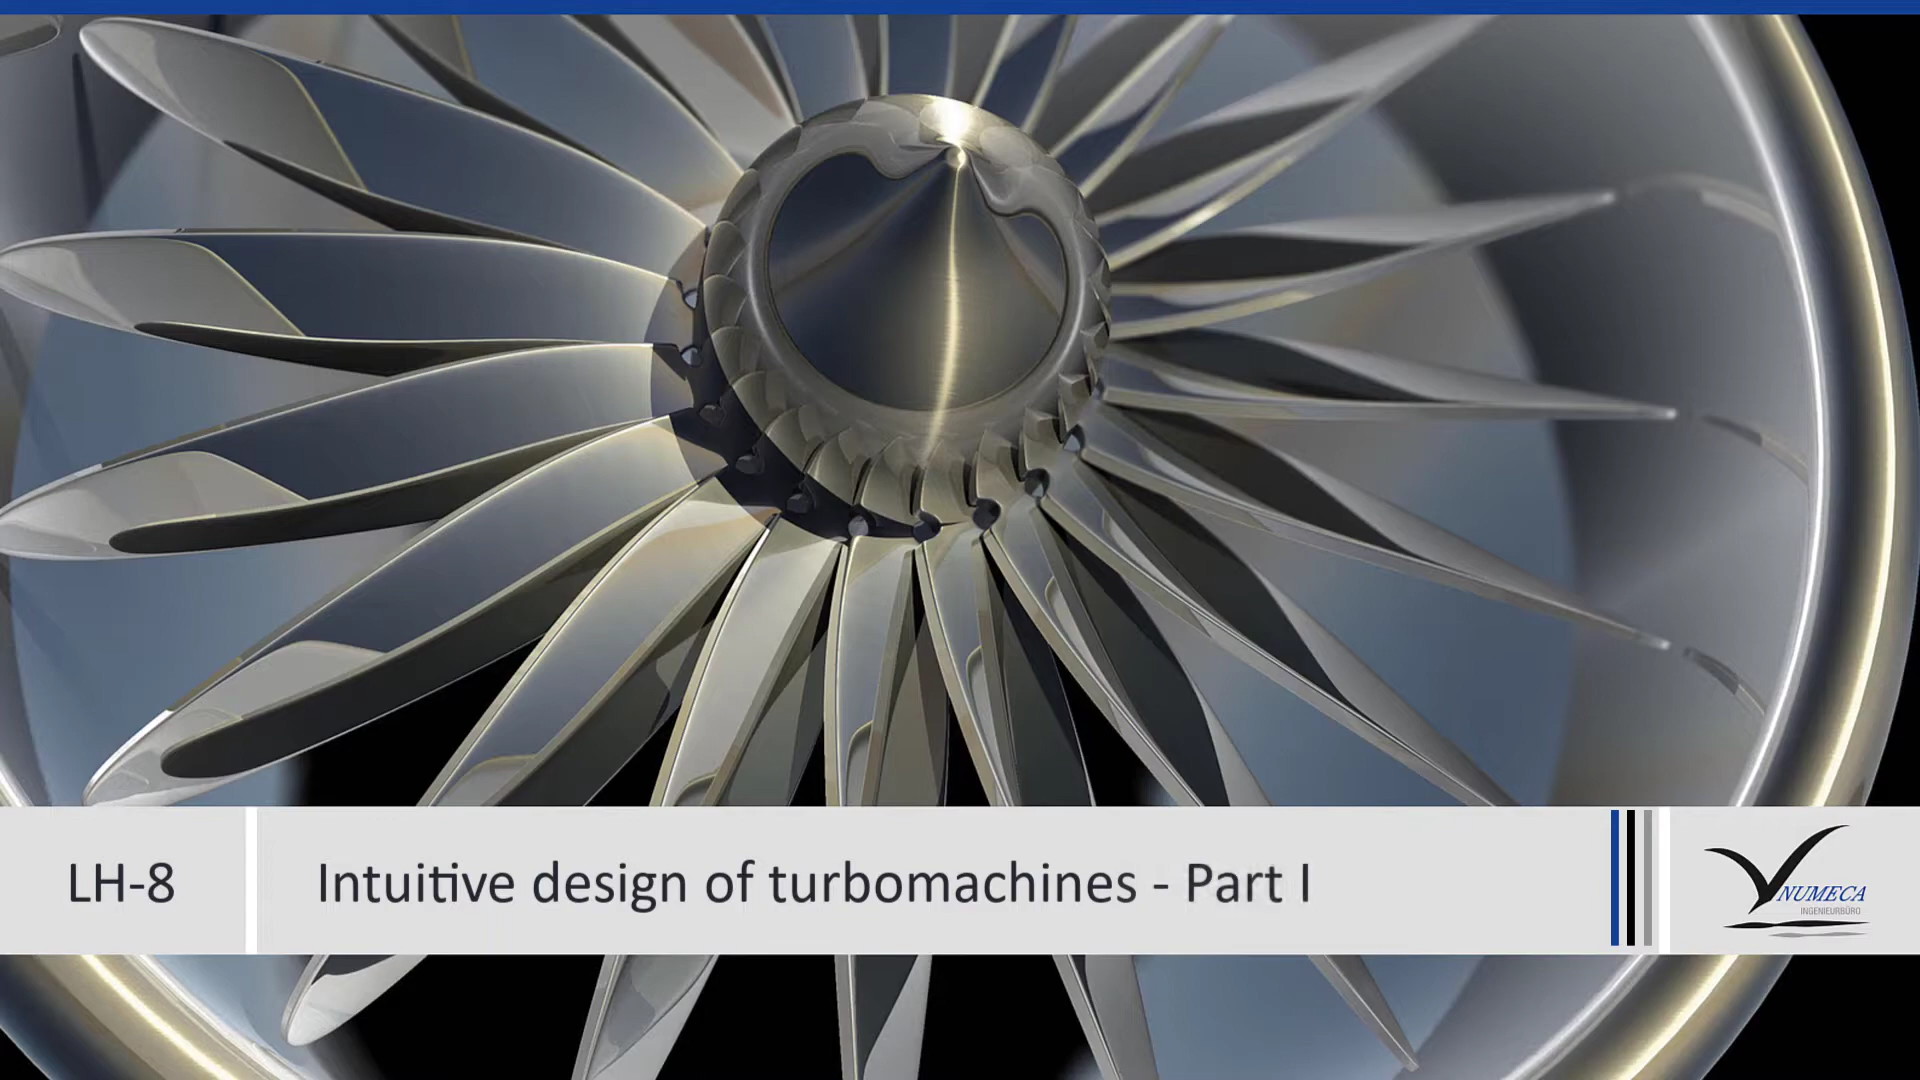 LH-8
Intuitive design of turbomachines - Part I
NUMECA
INGENIEURBÜRO